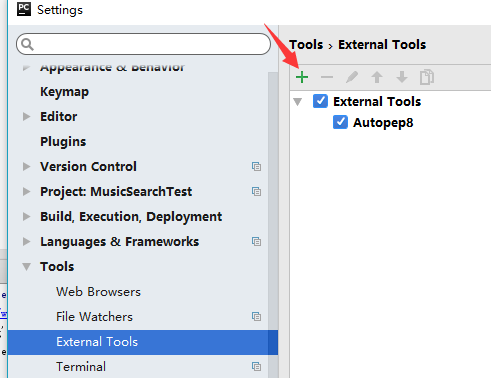 PC
Settings
Tools › External Tools
Appearance & Behavior
Keymap
Editor
Plugins
Version Control
Project: MusicSearchTest
Build, Execution, Deployment
Languages & Frameworks
Tools
Web Browsers
File Watchers
External Tools
Terminal
External Tools
Autopep8